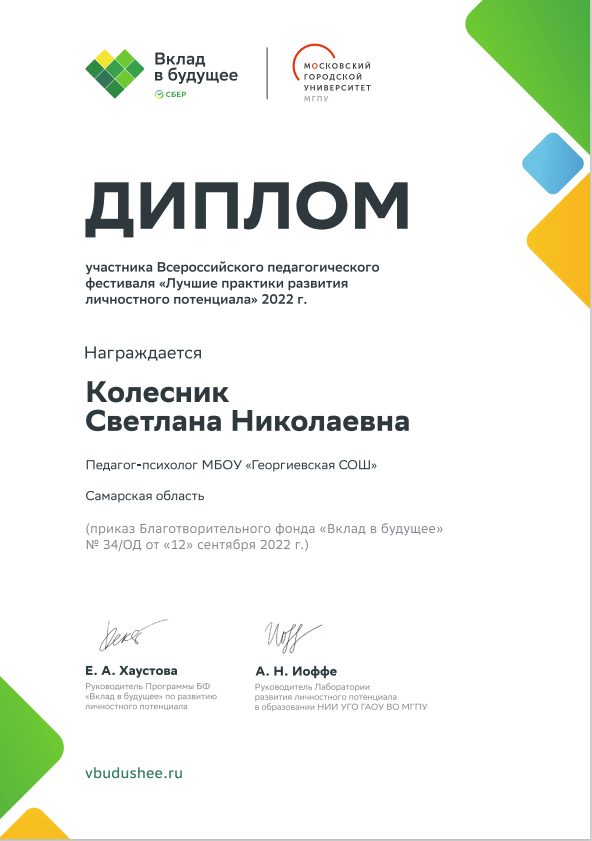 Вклад
в будущее
СБЕР
МОСКОВСКИЙ
ГОРОДСКОЙ
УНИВЕРСИТЕТ
МГПУ
ДИПЛОМ
участника Всероссийского педагогического
фестиваля «Лучшие практики развития
личностного потенциала» 2022 г.
Награждается
Колесник
Светлана Николаевна
Педагог-психолог МБОУ «Георгиевская СОШ»
Самарская область
(приказ Благотворительного фонда «Вклад в будущее»
№ 34/ОД от «12» сентября 2022 г.)
Е. А. Хаустова
Руководитель Программы БФ
«Вклад в будущее» по развитию
личностного потенциала
А. Н. Иоффе
Руководитель Лаборатории
развития личностного потенциала
в образовании НИИ УГО ГАОУ ВО МГПУ
vbudushee.ru